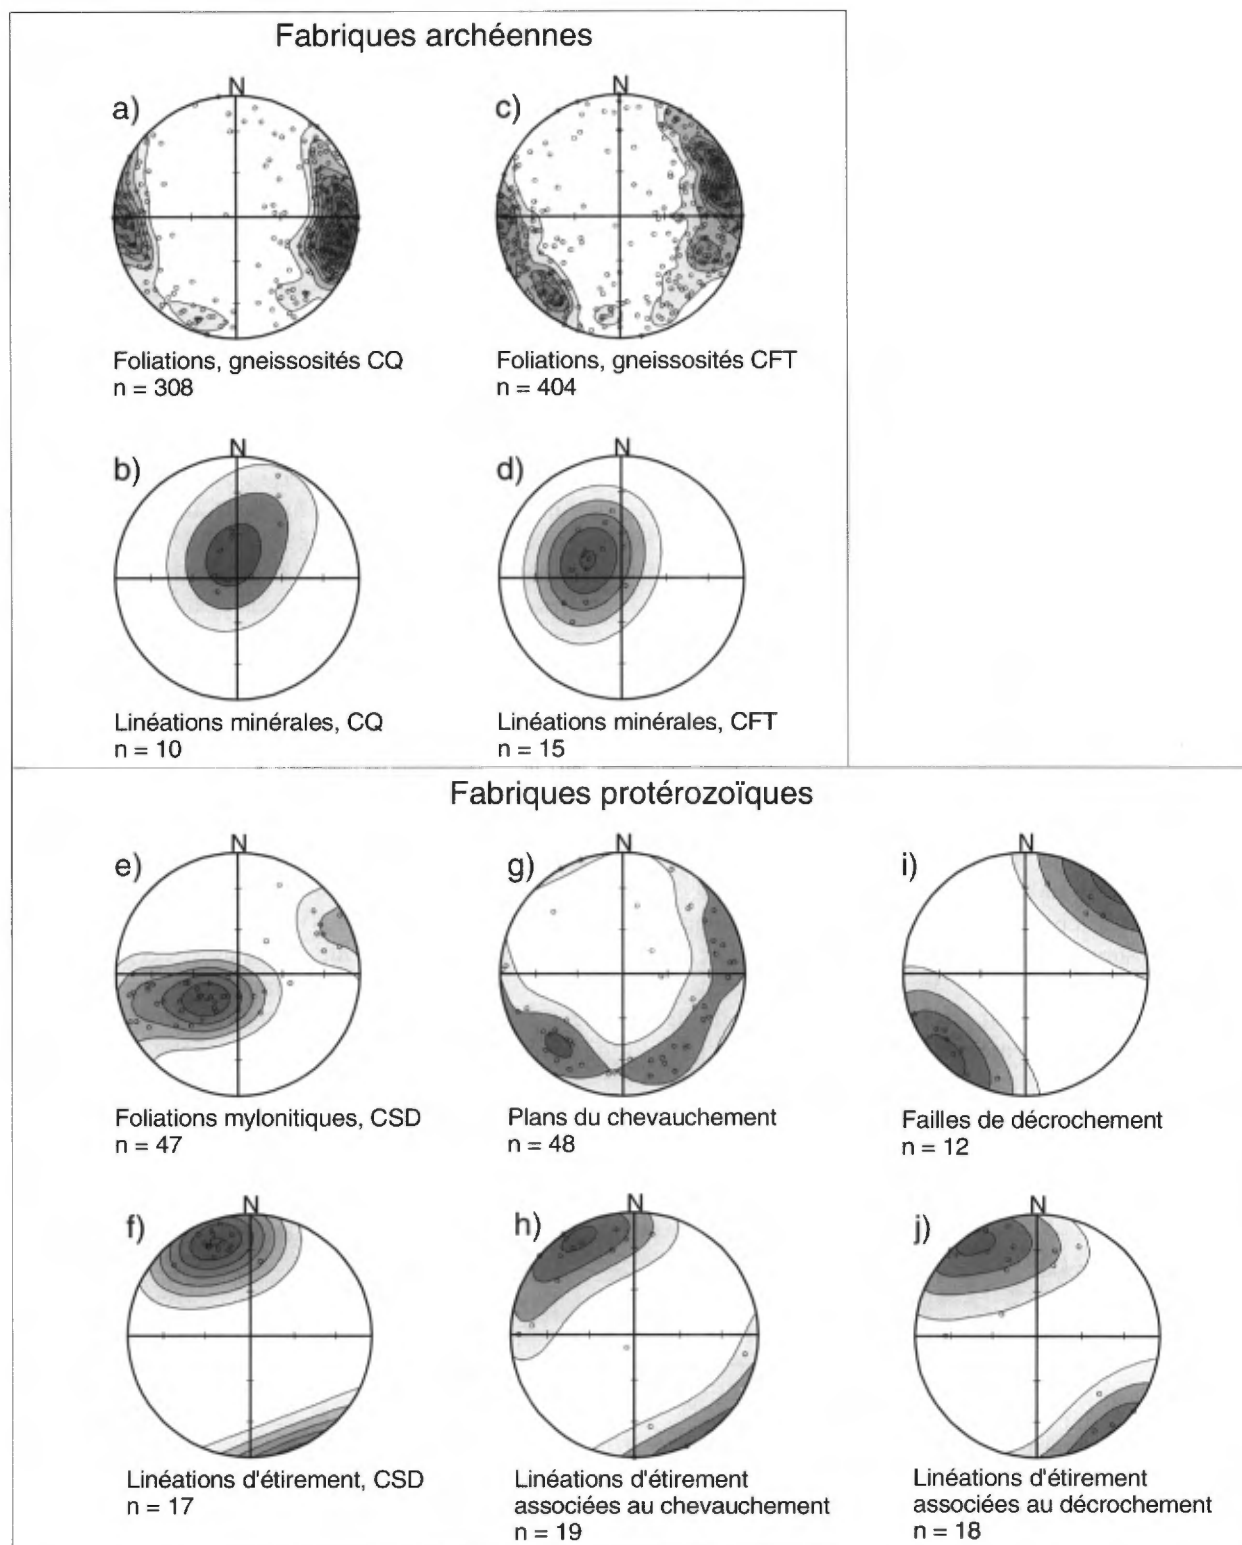 Fabriques archéennes
N
a)
Foliations, gneissosités CQ
n = 308
N
c)
Foliations, gneissosités CFT
n = 404
N
b)
Linéations minérales, CQ
n = 10
N
d)
Linéations minérales, CFT
n = 15
Fabriques protérozoïques
N
e)
Foliations mylonitiques, CSD
n = 47
N
g)
Plans du chevauchement
n = 48
N
i)
Failles de décrochement
n = 12
N
f)
Linéations d'étirement, CSD
n = 17
N
h)
Linéations d'étirement
associées au chevauchement
n = 19
N
j)
Linéations d'étirement
associées au décrochement
n = 18